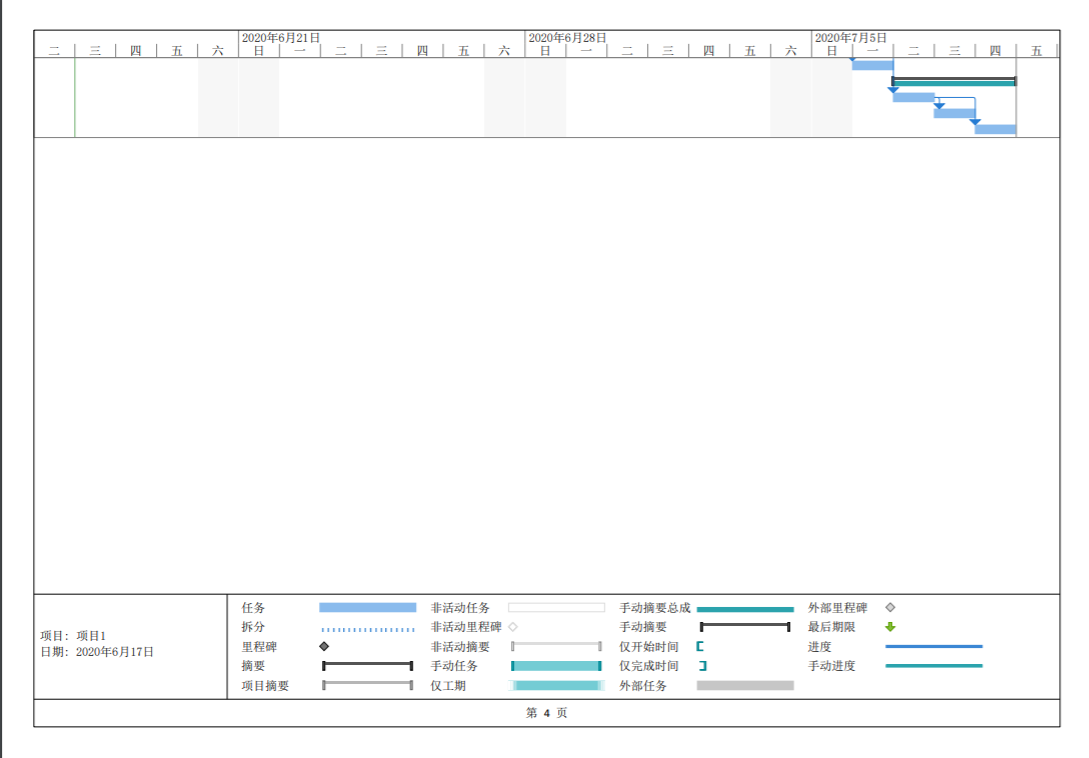 2020年6月21日 2020年6月28日 2020年7月5日
二 三 四 五 六 日 一 二 三 四 五 六 日 一 二 三 四 五 六 日 一 二 三 四 五
项目：项目1
日期：2020年6月17日
任务 非活动任务 手动摘要总成 外部里程碑
拆分 非活动里程碑 手动摘要 最后期限
里程碑 非活动摘要 仅开始时间 进度
摘要 手动任务 仅完成时间 手动进度
项目摘要 仅工期 外部任务
第 4 页